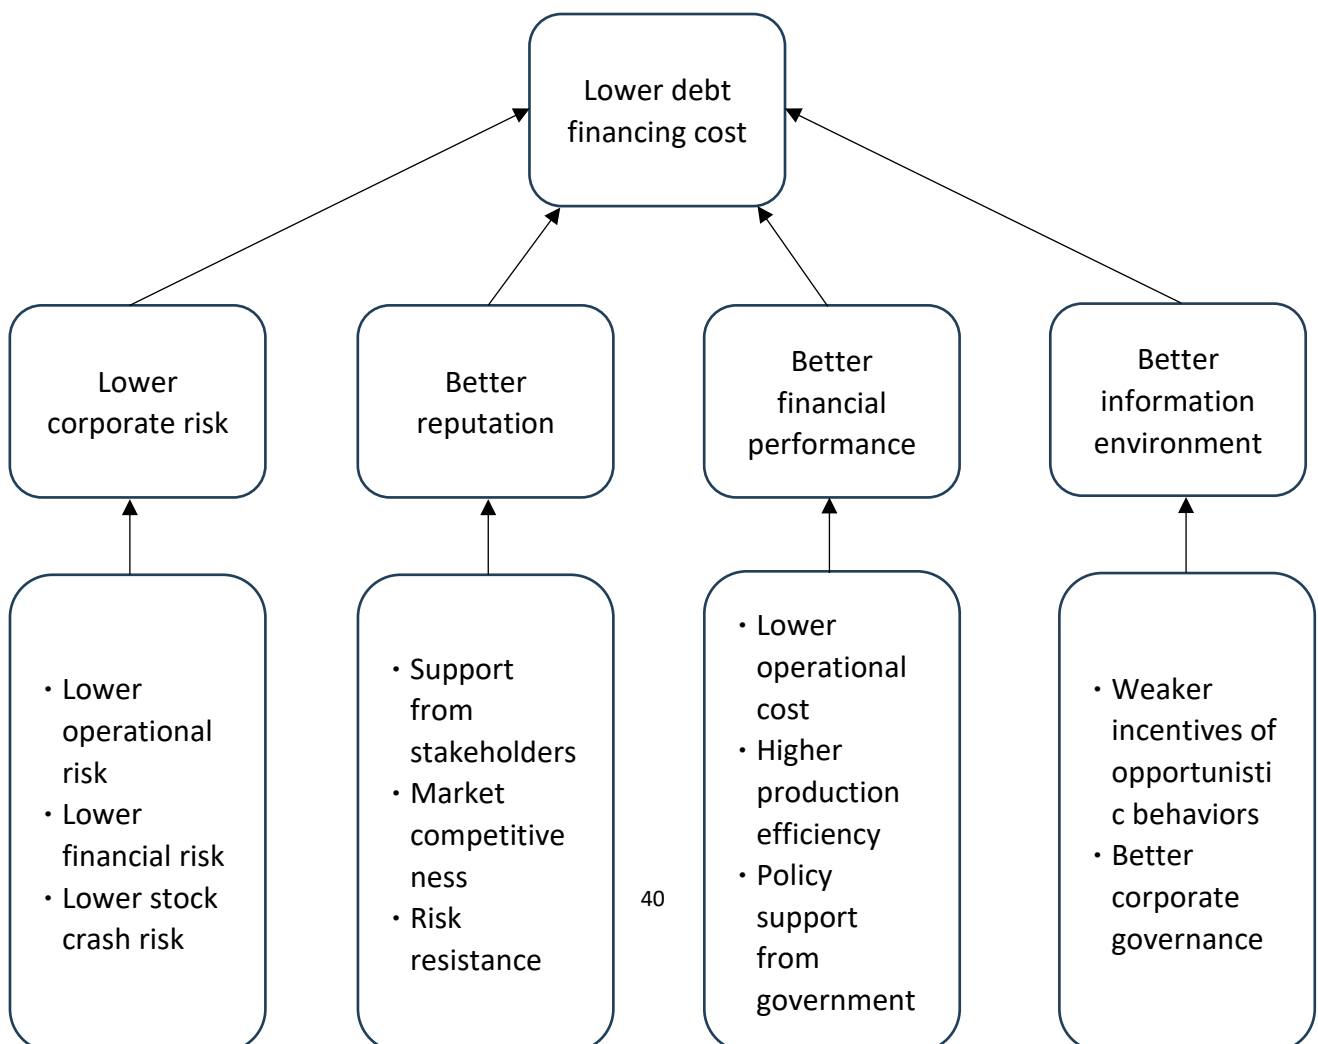 Lower debt
financing cost
Lower
corporate risk
Better
reputation
Better
financial
performance
Better
information
environment
· Lower
operational
risk
· Lower
financial risk
· Lower stock
crash risk
· Support
from
stakeholders
· Market
competitive
ness
· Risk
resistance
40
· Lower
operational
cost
· Higher
production
efficiency
· Policy
support
from
government
· Weaker
incentives of
opportunisti
c behaviors
· Better
corporate
governance